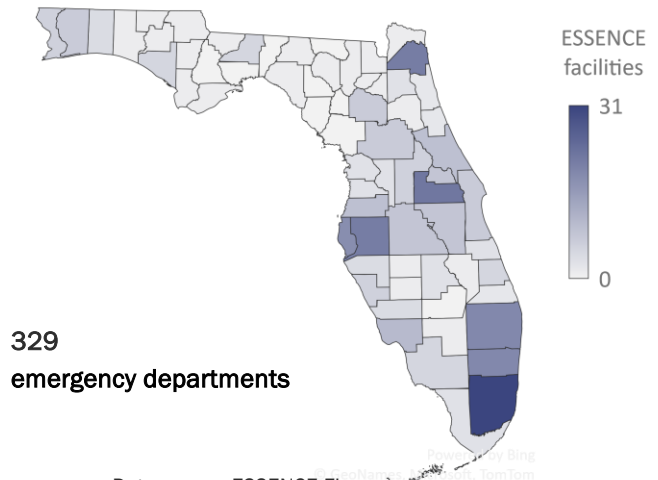 ESSENCE
facilities
31
0
329
emergency departments
Powered by Bing
© GeoNames, Microsoft, TomTom